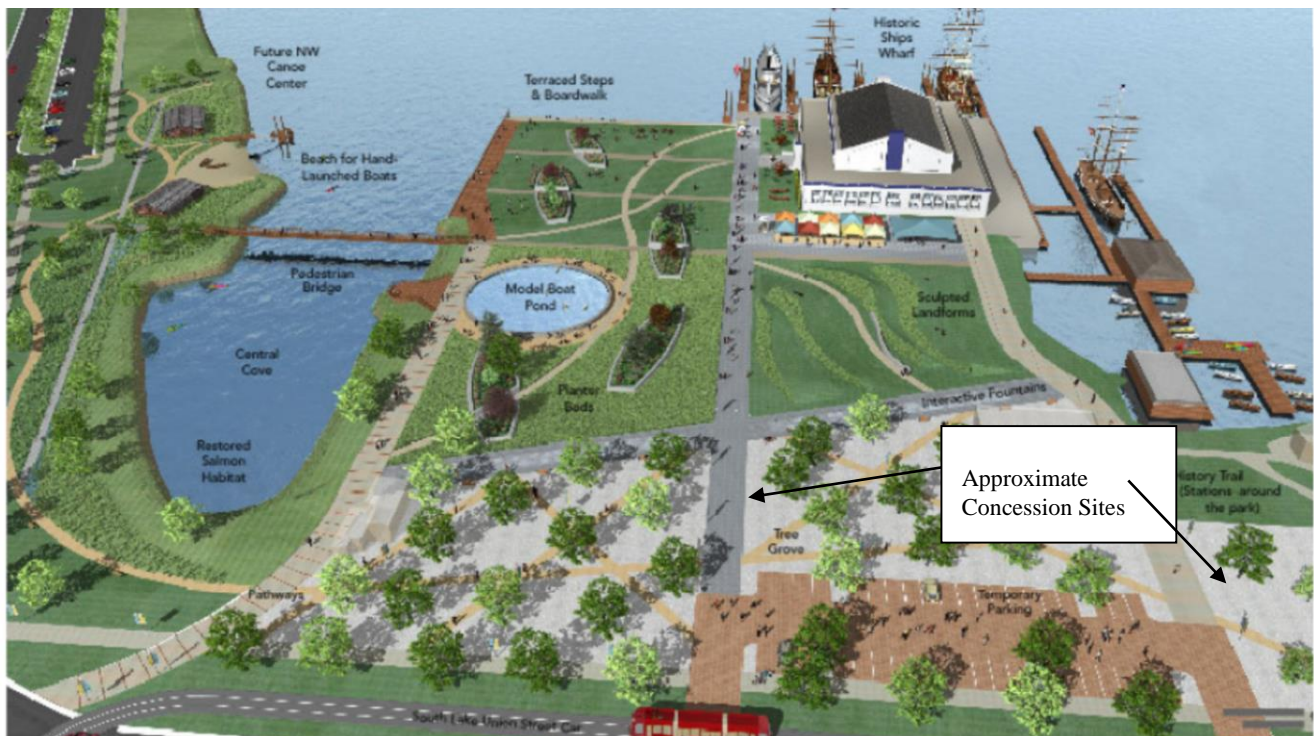 Historic
Ships
Wharf
Future NW
Canoe
Center
Terraced Steps
& Boardwalk
Beach for Hand-
Launched Boats
Pedestrian
Bridge
Model Boat
Pond
Sculpted
Landforms
Central
Cove
Planter
Beds
Interactive Fountains
Restored
Salmon
Habitat
Approximate
Concession Sites
History Trail
(Stations around
the park)
Tree
Grove
Pathways
Temporary
Parking
South Lake Union Street Car